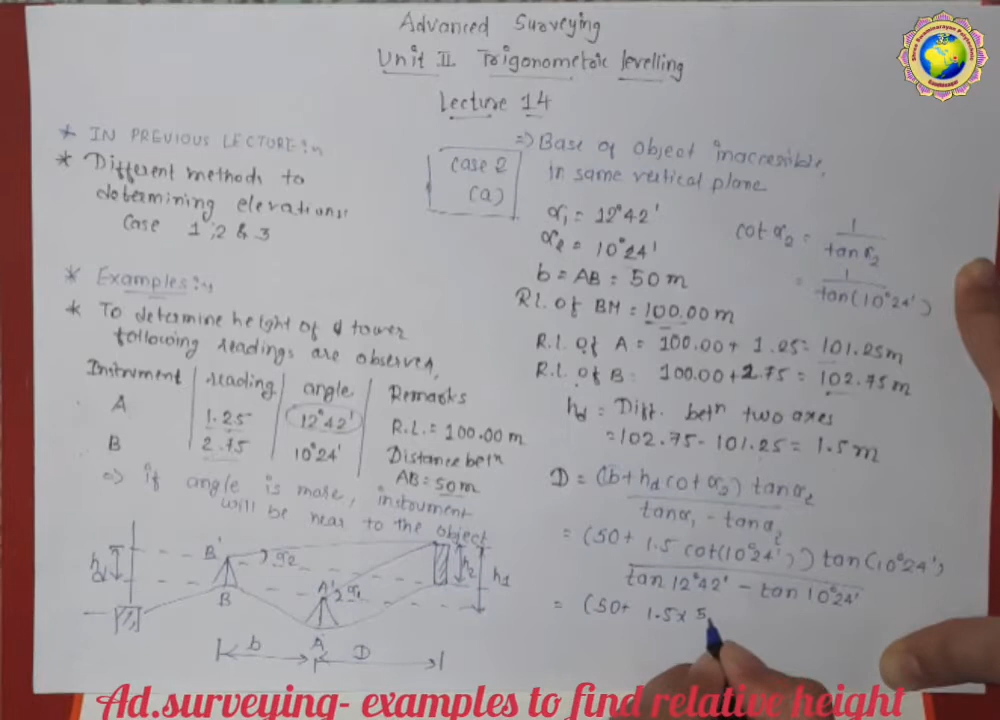 Advanced Surveying
Unit II. Trigonometric levelling
Lecture 14
* IN PREVIOUS LECTURE:-
* Different methods to
determining elevations:
Case 1, 2 & 3
* Examples:-
* To determine height of a tower
following readings are observed,
Instrument | reading | angle | Remarks
A | 1.25 | 12°42' | R.L. = 100.00 m
B | 2.75 | 10°24' | Distance betn
AB = 50m
=> if angle is more, instrument
will be near to the object
hd
B'
α2
B
A'
α1
h2
h1
b
A
D
case 2
(a)
=> Base of object inaccessible,
in same vertical plane
α1 = 12°42'
α2 = 10°24'
b = AB = 50 m
R.L. of BM = 100.00 m
cot α2 = 1 / tan α2
= 1 / tan(10°24')
R.L. of A = 100.00 + 1.25 = 101.25m
R.L. of B = 100.00 + 2.75 = 102.75 m
hd = Diff. betn two axes
= 102.75 - 101.25 = 1.5 m
D = (b + hd cot α2) tan α2
tan α1 - tan α2
= (50 + 1.5 cot(10°24')) tan(10°24')
tan 12°42' - tan 10°24'
= (50+ 1.5 x 5
Ad.surveying- examples to find relative height